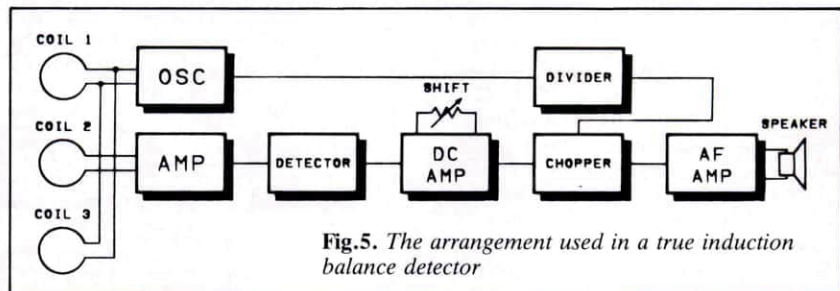 COIL 1
OSC
DIVIDER
SHIFT
SPEAKER
COIL 2
AMP
DETECTOR
DC
AMP
CHOPPER
AF
AMP
COIL 3
Fig.5. The arrangement used in a true induction
balance detector